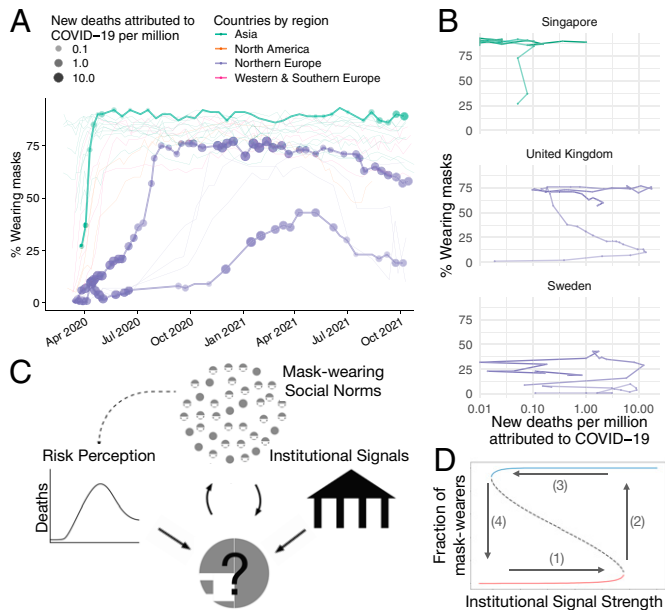 A
New deaths attributed to
COVID−19 per million
0.1
1.0
10.0
Countries by region
Asia
North America
Northern Europe
Western & Southern Europe
% Wearing masks
75
50
25
0
Apr 2020
Jul 2020
Oct 2020
Jan 2021
Apr 2021
Jul 2021
Oct 2021
B
Singapore
75
50
25
0
United Kingdom
75
50
25
0
Sweden
75
50
25
0
% Wearing masks
0.01
0.10
1.00
10.00
New deaths per million
attributed to COVID−19
C
Mask-wearing
Social Norms
Risk Perception
Institutional Signals
Deaths
?
D
Fraction of
mask−wearers
(3)
(4)
(2)
(1)
Institutional Signal Strength